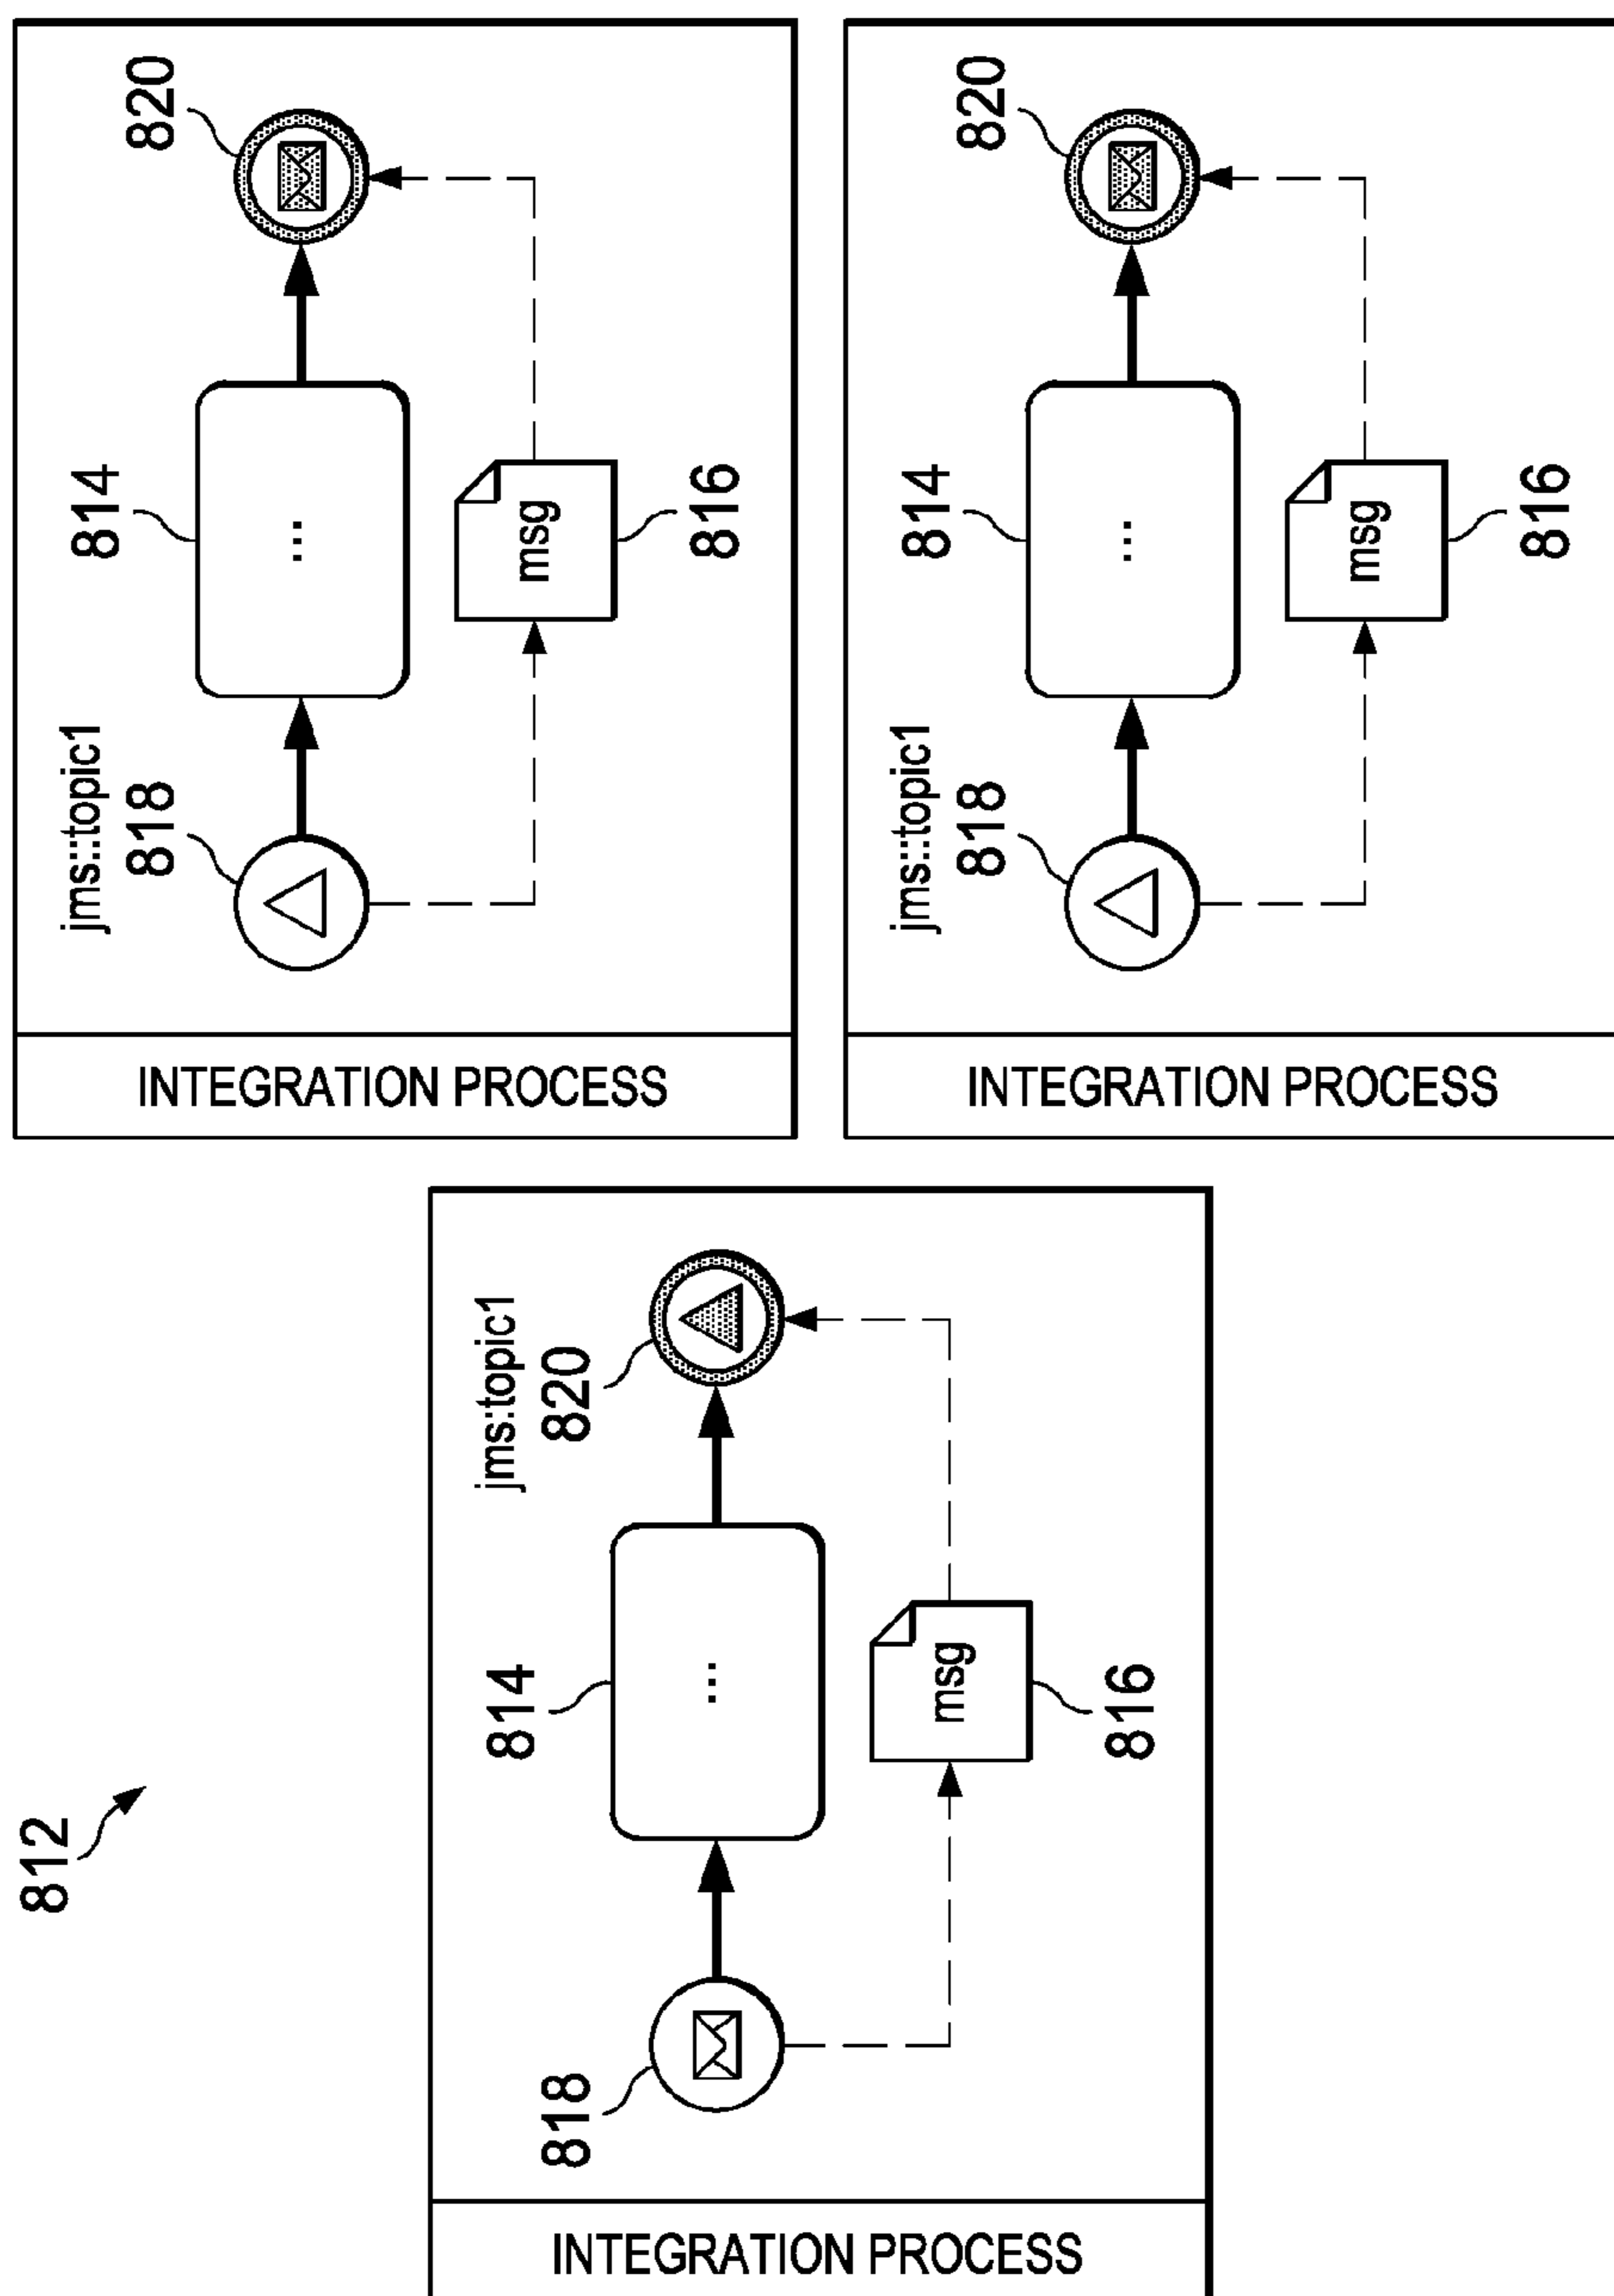 812
INTEGRATION PROCESS
jms:topic1
814
818
820
...
msg
816
INTEGRATION PROCESS
jms::topic1
814
818
820
...
msg
816
INTEGRATION PROCESS
jms::topic1
814
818
820
...
msg
816